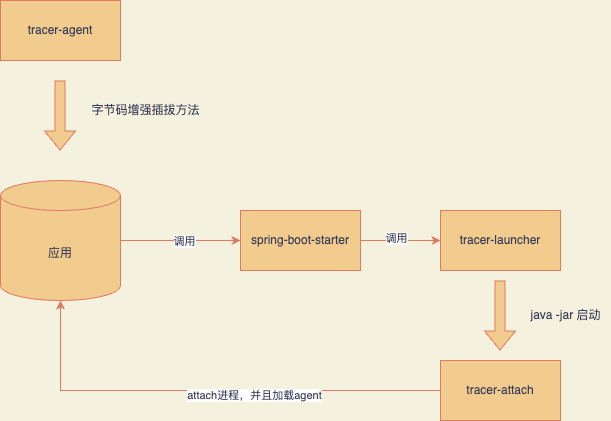 tracer-agent
字节码增强插拔方法
应用
调用
spring-boot-starter
调用
tracer-launcher
java -jar 启动
tracer-attach
attach进程，并且加载agent